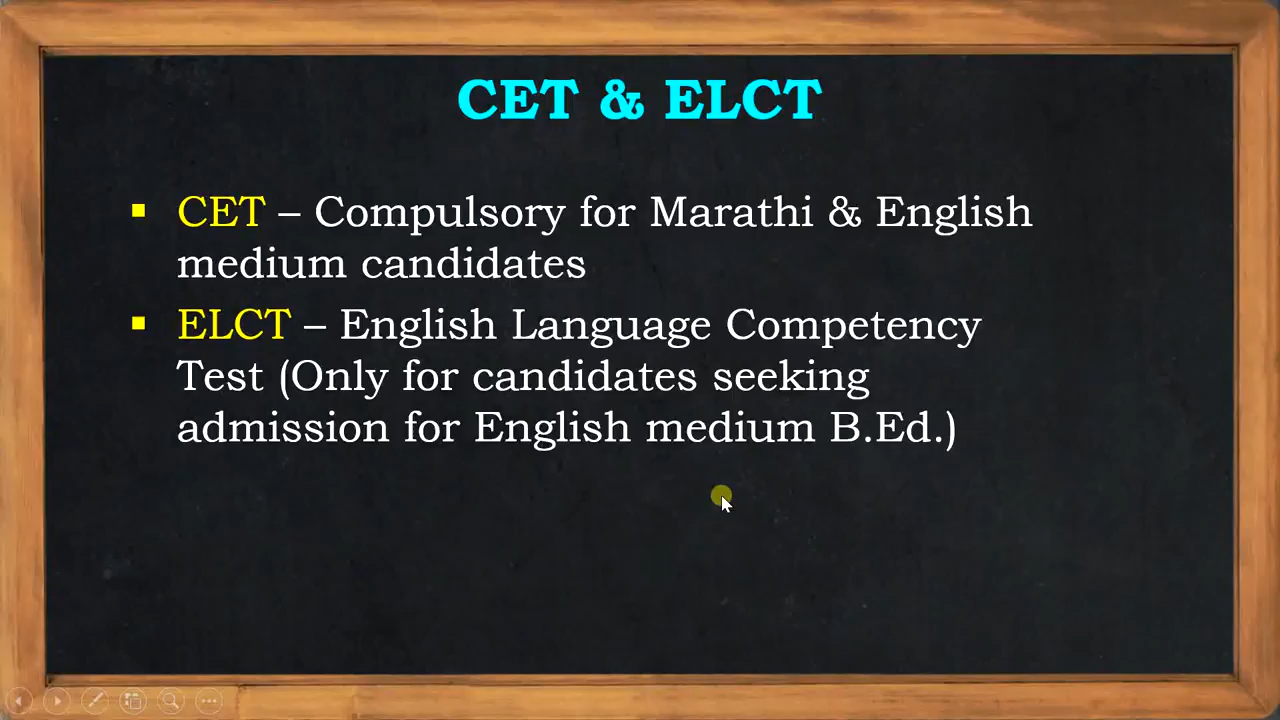 CET & ELCT
▪ CET – Compulsory for Marathi & English
medium candidates
▪ ELCT – English Language Competency
Test (Only for candidates seeking
admission for English medium B.Ed.)